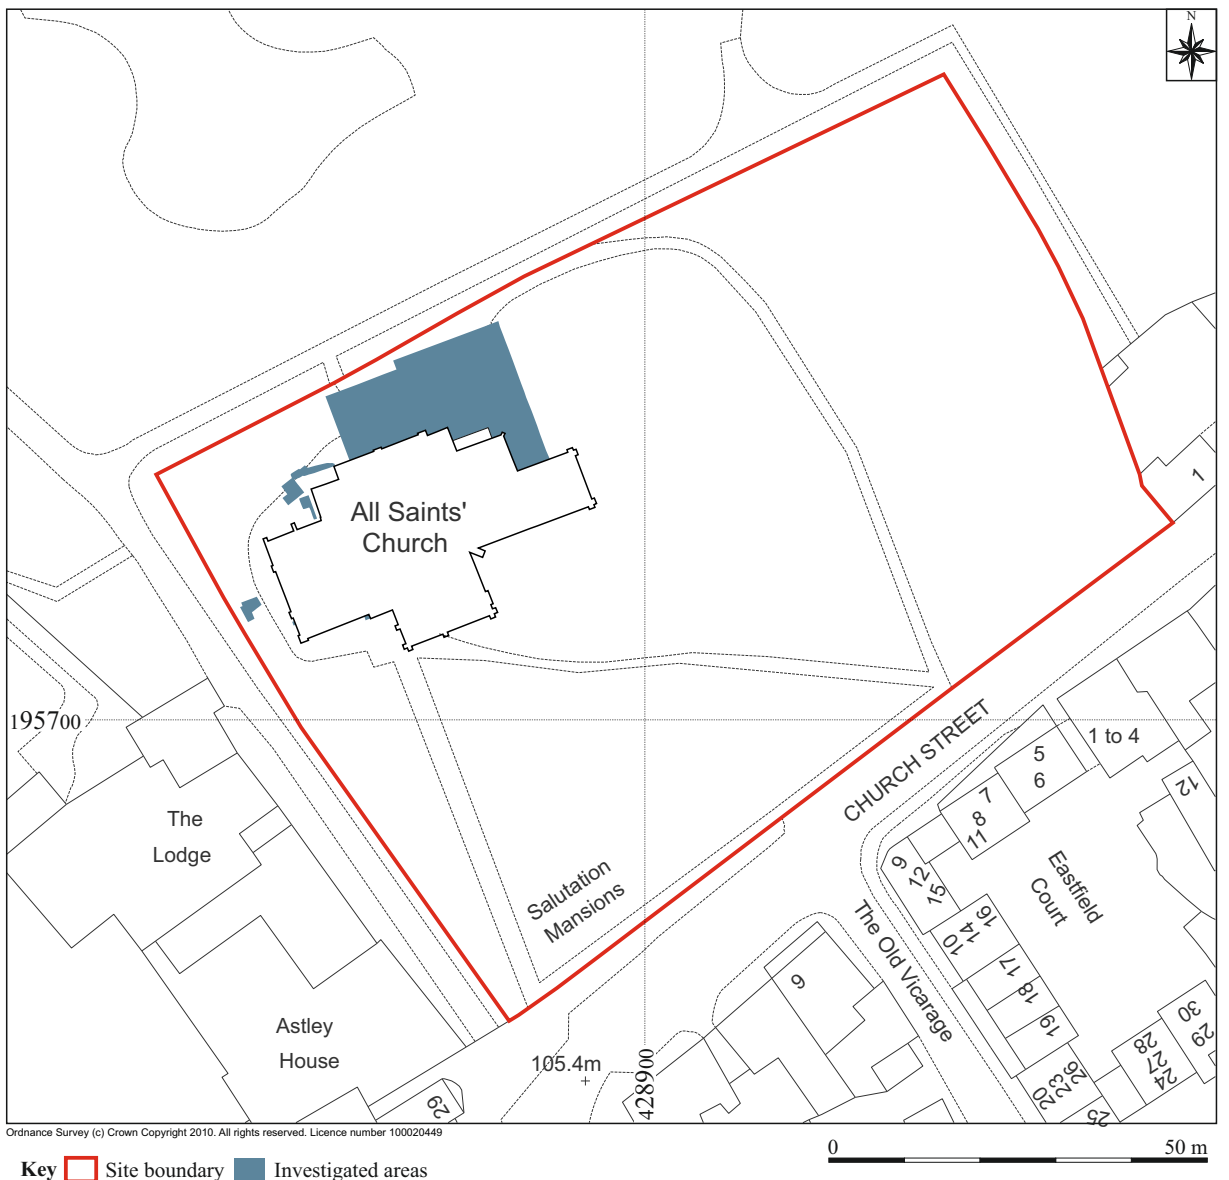 N
1
All Saints'
Church
195700
CHURCH STREET
1 to 4
5
6
12
7
8
11
The
Lodge
9
12
15
Eastfield
Court
Salutation
Mansions
16
14
10
The Old Vicarage
17
18
19
6
30
29
28
27
24
26
23
20
25
Astley
House
105.4m
428900
29
Ordnance Survey (c) Crown Copyright 2010. All rights reserved. Licence number 100020449
0 50 m
Key Site boundary Investigated areas